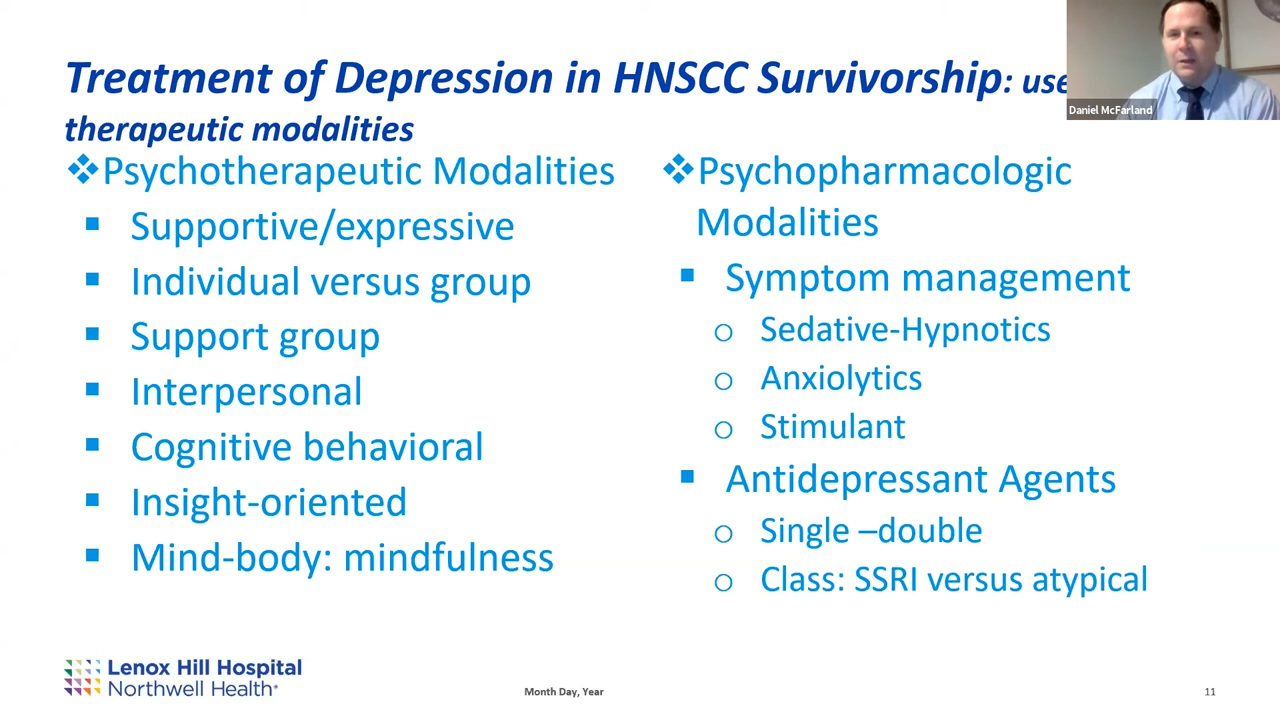 Treatment of Depression in HNSCC Survivorship: use
therapeutic modalities
Daniel McFarland
❖Psychotherapeutic Modalities
▪ Supportive/expressive
▪ Individual versus group
▪ Support group
▪ Interpersonal
▪ Cognitive behavioral
▪ Insight-oriented
▪ Mind-body: mindfulness
❖Psychopharmacologic
Modalities
▪ Symptom management
o Sedative-Hypnotics
o Anxiolytics
o Stimulant
▪ Antidepressant Agents
o Single –double
o Class: SSRI versus atypical
Lenox Hill Hospital
Northwell Health
Month Day, Year
11